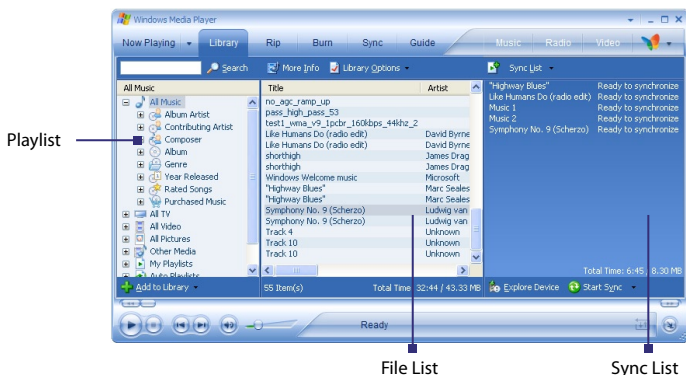 Windows Media Player
Now Playing Library Rip Burn Sync Guide Music Radio Video
Search More Info Library Options Sync List
All Music
All Music
Album Artist
Contributing Artist
Composer
Album
Genre
Year Released
Rated Songs
Purchased Music
All TV
All Video
All Pictures
Other Media
My Playlists
Auto Playlists
Title Artist
no_agc_ramp_up
pass_high_pass_53
test1_wma_v9_1pcbr_160kbps_44khz_2
Like Humans Do (radio edit) David Byrne
Like Humans Do (radio edit) David Byrne
shorthigh James Drag
shorthigh James Drag
Windows Welcome music Microsoft
"Highway Blues" Marc Seales
"Highway Blues" Marc Seales
Symphony No. 9 (Scherzo) Ludwig van
Symphony No. 9 (Scherzo) Ludwig van
Track 4 Unknown
Track 10 Unknown
Track 10 Unknown
"Highway Blues" Ready to synchronize
Like Humans Do (radio edit) Ready to synchronize
Music 1 Ready to synchronize
Music 2 Ready to synchronize
Symphony No. 9 (Scherzo) Ready to synchronize
Total Time: 6:45 / 8.30 MB
Add to Library 55 Item(s) Total Time: 32:44 / 43.33 MB Explore Device Start Sync
Ready
Playlist
File List Sync List